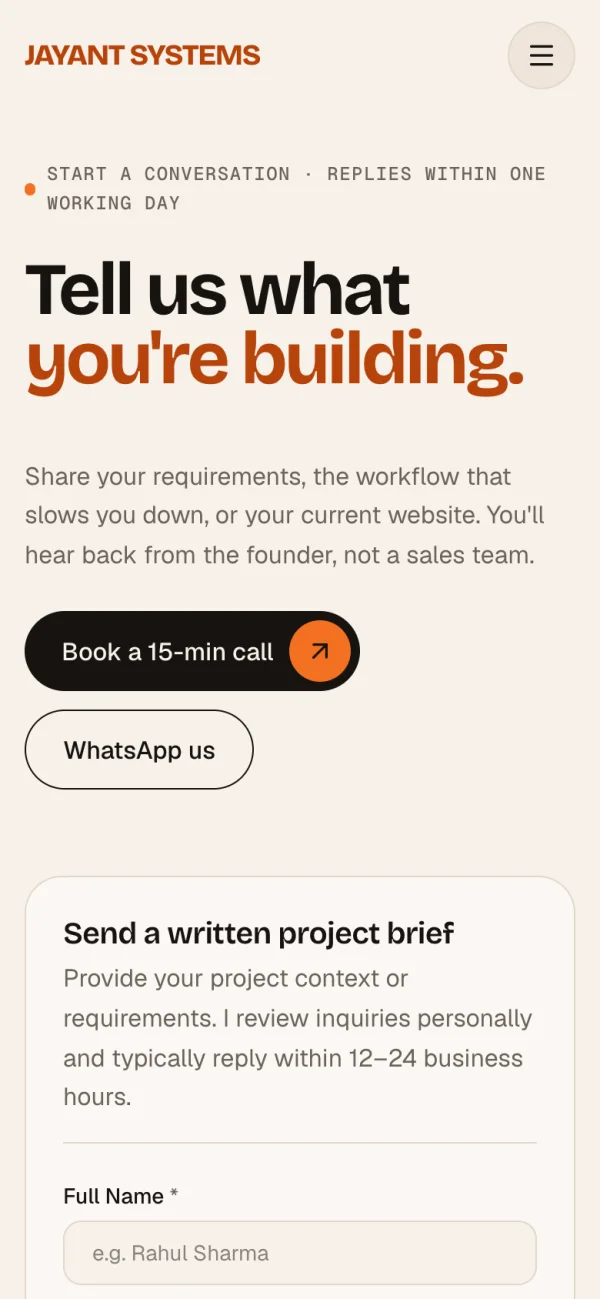 JAYANT SYSTEMS
START A CONVERSATION · REPLIES WITHIN ONE
WORKING DAY
Tell us what
you're building.
Share your requirements, the workflow that
slows you down, or your current website. You'll
hear back from the founder, not a sales team.
Book a 15-min call
WhatsApp us
Send a written project brief
Provide your project context or
requirements. I review inquiries personally
and typically reply within 12–24 business
hours.
Full Name *
e.g. Rahul Sharma